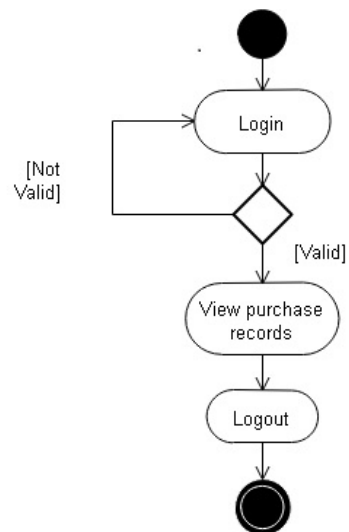 Login
[Not
Valid]
[Valid]
View purchase
records
Logout